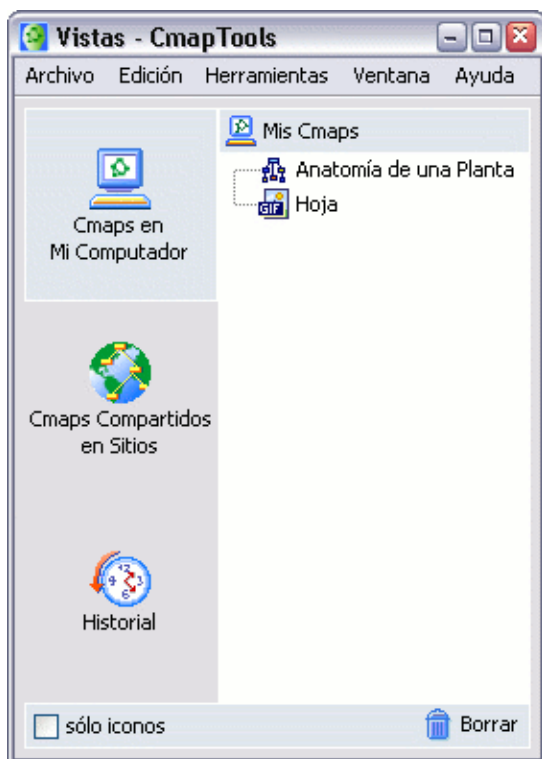 Vistas - CmapTools
Archivo Edición Herramientas Ventana Ayuda
Cmaps en
Mi Computador
Cmaps Compartidos
en Sitios
Historial
Mis Cmaps
Anatomía de una Planta
GIF Hoja
sólo iconos
Borrar